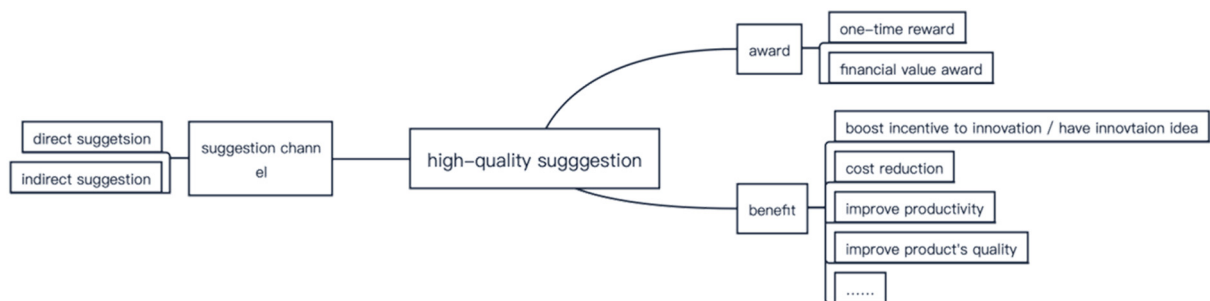 one-time reward
award
financial value award
boost incentive to innovation / have innovtaion idea
direct suggetsion
suggestion chann
el
indirect suggestion
high-quality sugggestion
cost reduction
benefit
improve productivity
improve product's quality
......